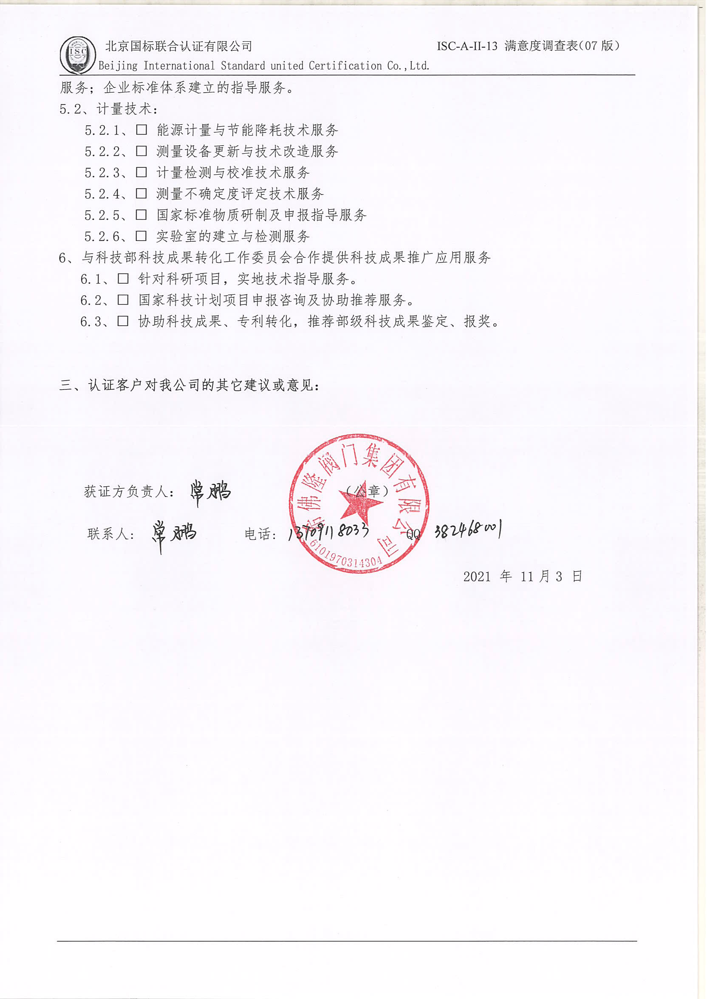 ISC
北京国标联合认证有限公司 ISC-A-II-13 满意度调查表(07 版)
Beijing International Standard united Certification Co.,Ltd.
服务；企业标准体系建立的指导服务。
5.2、计量技术：
5.2.1、□ 能源计量与节能降耗技术服务
5.2.2、□ 测量设备更新与技术改造服务
5.2.3、□ 计量检测与校准技术服务
5.2.4、□ 测量不确定度评定技术服务
5.2.5、□ 国家标准物质研制及申报指导服务
5.2.6、□ 实验室的建立与检测服务
6、与科技部科技成果转化工作委员会合作提供科技成果推广应用服务
6.1、□ 针对科研项目，实地技术指导服务。
6.2、□ 国家科技计划项目申报咨询及协助推荐服务。
6.3、□ 协助科技成果、专利转化，推荐部级科技成果鉴定、报奖。
三、认证客户对我公司的其它建议或意见：
佛隆阀门集团有限公司
获证方负责人： 常鹏 （公章）
联系人： 常鹏 电话： 13709118033 QQ 382468001
6101970314304
2021 年 11月3 日